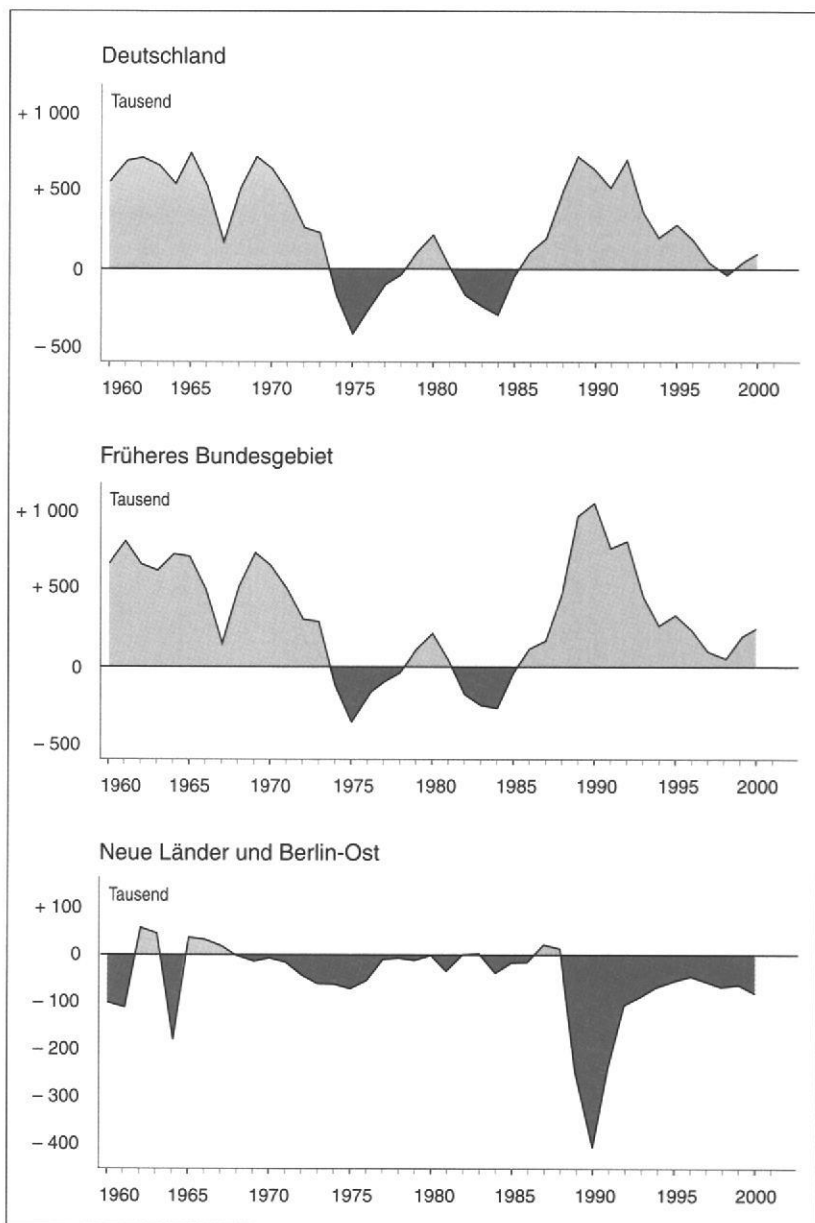 Deutschland
Tausend
+ 1 000
+ 500
0
– 500
1960 1965 1970 1975 1980 1985 1990 1995 2000
Früheres Bundesgebiet
Tausend
+ 1 000
+ 500
0
– 500
1960 1965 1970 1975 1980 1985 1990 1995 2000
Neue Länder und Berlin-Ost
Tausend
+ 100
0
– 100
– 200
– 300
– 400
1960 1965 1970 1975 1980 1985 1990 1995 2000